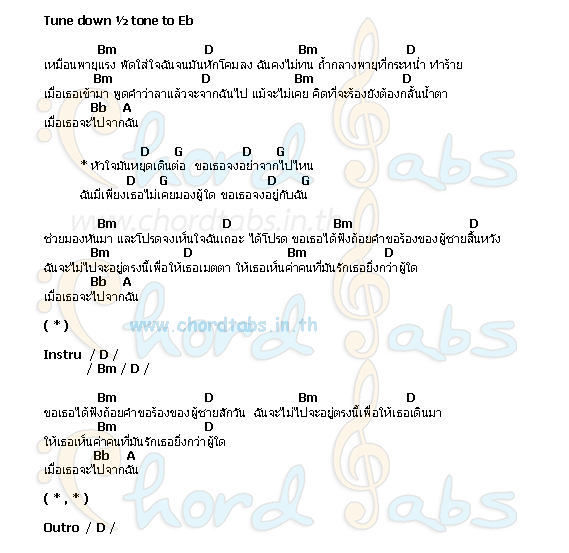 Tune down ½ tone to Eb
Bm D Bm D
เหมือนพายุแรง พัดใส่ใจฉันจนมันหักโคมลง ฉันคงไม่ทน ถ้ากลางพายุที่กระหน่ำ ทำร้าย
Bm D Bm D
เมื่อเธอเข้ามา พูดคำว่าลาแล้วจะจากฉันไป แม้จะไม่เคย คิดที่จะร้องยังต้องกลั้นน้ำตา
Bb A
เมื่อเธอจะไปจากฉัน
D G D G
* หัวใจมันหยุดเดินต่อ ขอเธอจงอย่าจากไปไหน
D G D G
ฉันมีเพียงเธอไม่เคยมองผู้ใด ขอเธอจงอยู่กับฉัน
www.chordtabs.in.th
Bm D Bm D
ช่วยมองหันมา และโปรดจงเห็นใจฉันเถอะ ได้โปรด ขอเธอได้ฟังถ้อยคำขอร้องของผู้ชายสิ้นหวัง
Bm D Bm D
ฉันจะไม่ไปจะอยู่ตรงนี้เพื่อให้เธอเมตตา ให้เธอเห็นค่าคนที่มันรักเธอยิ่งกว่าผู้ใด
Bb A
เมื่อเธอจะไปจากฉัน
( * )
www.chordtabs.in.th
Instru / D /
/ Bm / D /
Bm D Bm D
ขอเธอได้ฟังถ้อยคำขอร้องของผู้ชายสักวัน ฉันจะไม่ไปจะอยู่ตรงนี้เพื่อให้เธอเดินมา
Bm D
ให้เธอเห็นค่าคนที่มันรักเธอยิ่งกว่าผู้ใด
Bb A
เมื่อเธอจะไปจากฉัน
( * , * )
Outro / D /
Chord Tabs